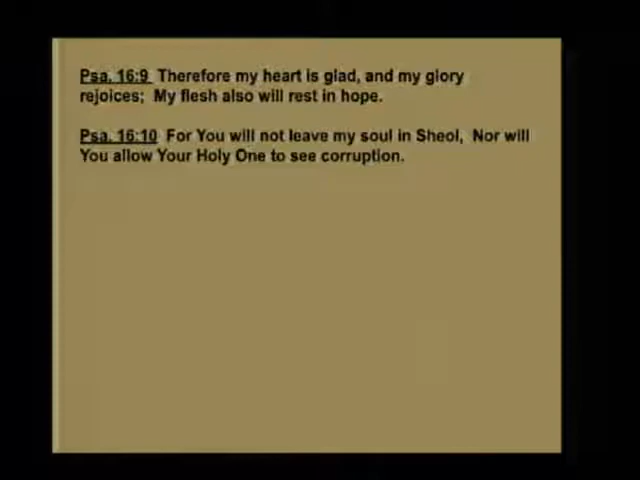 Psa. 16:9 Therefore my heart is glad, and my glory
rejoices; My flesh also will rest in hope.
Psa. 16:10 For You will not leave my soul in Sheol, Nor will
You allow Your Holy One to see corruption.